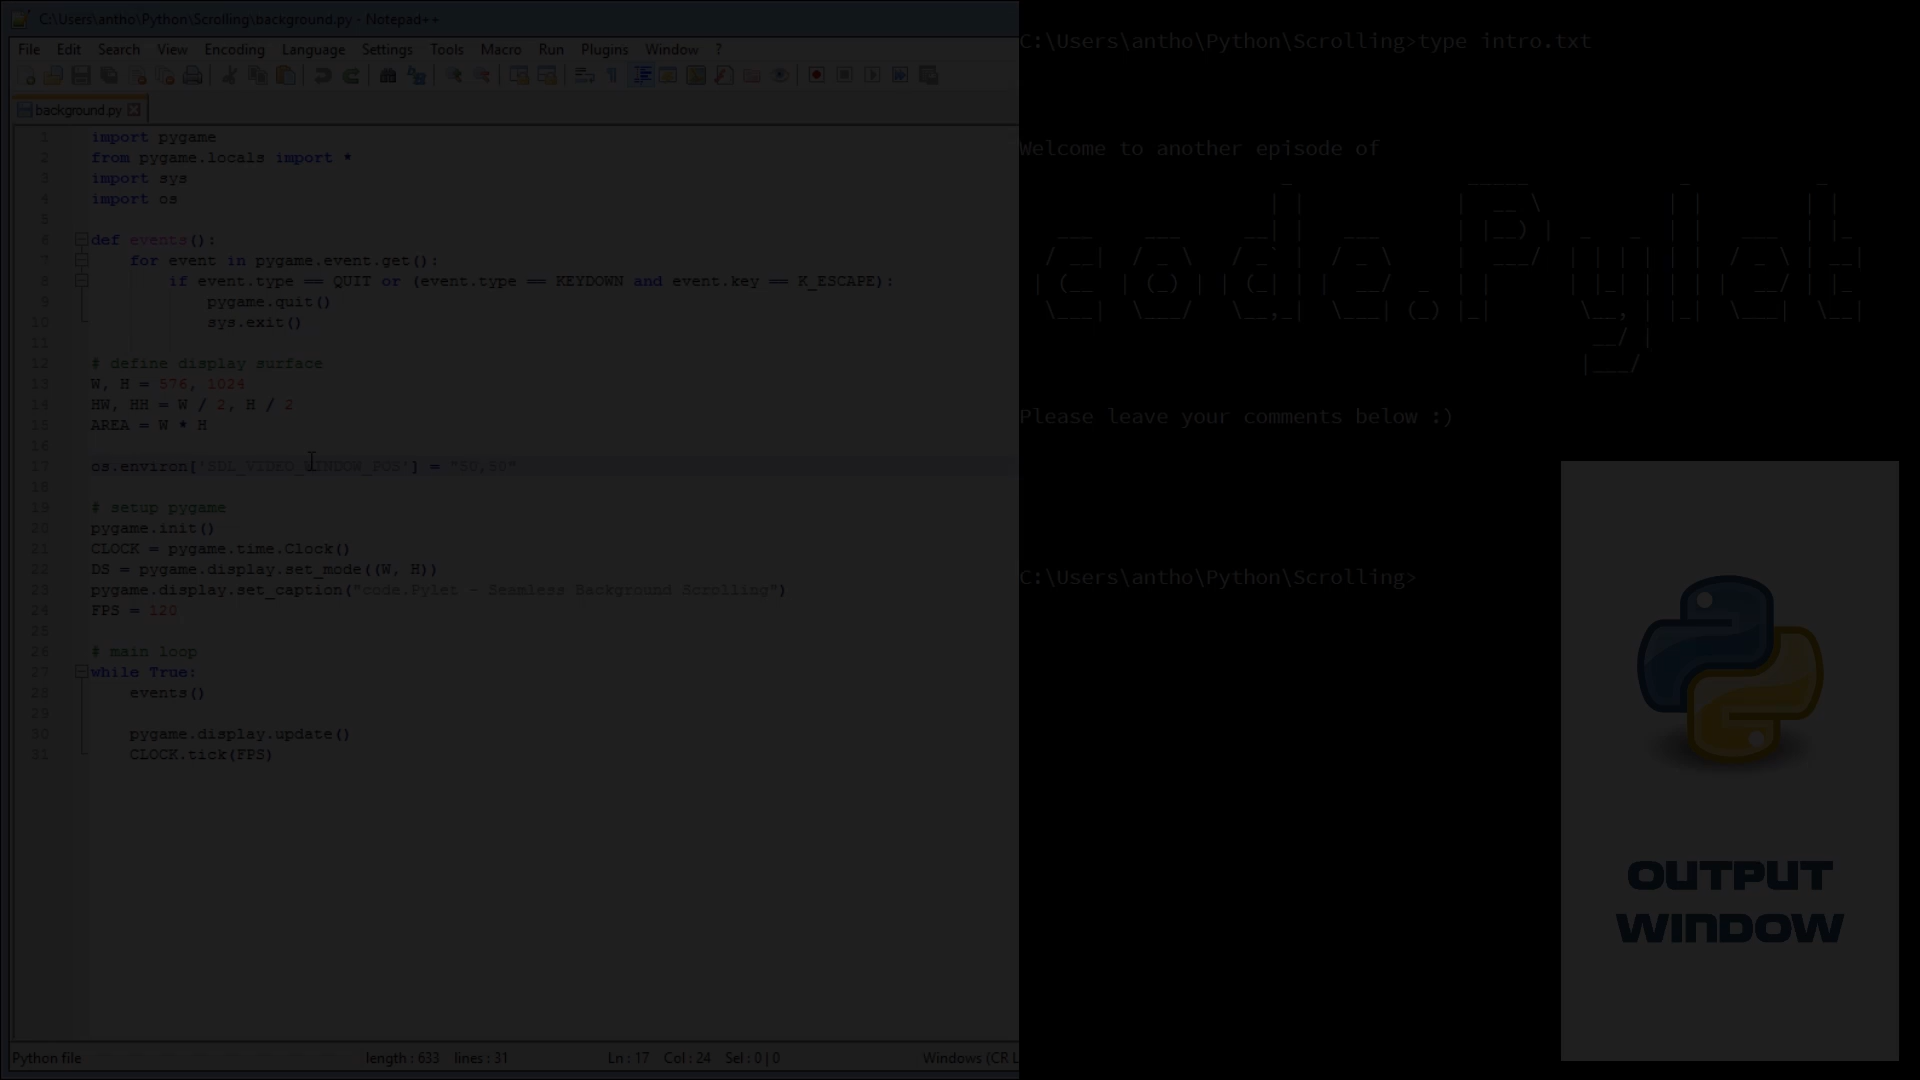 C:\Users\antho\Python\Scrolling\background.py - Notepad++
File Edit Search View Encoding Language Settings Tools Macro Run Plugins Window ?
background.py
1 import pygame
2 from pygame.locals import *
3 import sys
4 import os
5
6 def events():
7 for event in pygame.event.get():
8 if event.type == QUIT or (event.type == KEYDOWN and event.key == K_ESCAPE):
9 pygame.quit()
10 sys.exit()
11
12 # define display surface
13 W, H = 576, 1024
14 HW, HH = W / 2, H / 2
15 AREA = W * H
16
17 os.environ['SDL_VIDEO_WINDOW_POS'] = "50,50"
18
19 # setup pygame
20 pygame.init()
21 CLOCK = pygame.time.Clock()
22 DS = pygame.display.set_mode((W, H))
23 pygame.display.set_caption("code.Pylet - Seamless Background Scrolling")
24 FPS = 120
25
26 # main loop
27 while True:
28 events()
29
30 pygame.display.update()
31 CLOCK.tick(FPS)
Python file length : 633 lines : 31 Ln : 17 Col : 24 Sel : 0 | 0 Windows (CR L
C:\Users\antho\Python\Scrolling>type intro.txt
Welcome to another episode of
code.Pylet
Please leave your comments below :)
C:\Users\antho\Python\Scrolling>
OUTPUT
WINDOW